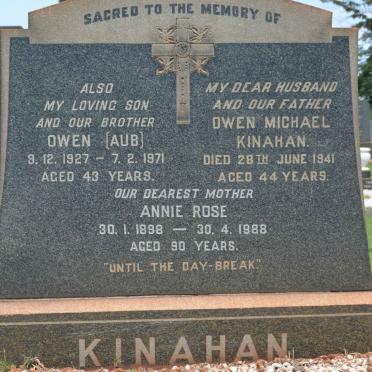 SACRED TO THE MEMORY OF
ALSO
MY LOVING SON
AND OUR BROTHER
OWEN (AUB)
9. 12. 1927 – 7. 2. 1971
AGED 43 YEARS.
MY DEAR HUSBAND
AND OUR FATHER
OWEN MICHAEL
KINAHAN.
DIED 28TH JUNE 1941
AGED 44 YEARS.
OUR DEAREST MOTHER
ANNIE ROSE
30. 1. 1898 — 30. 4. 1988
AGED 90 YEARS.
"UNTIL THE DAY-BREAK."
KINAHAN